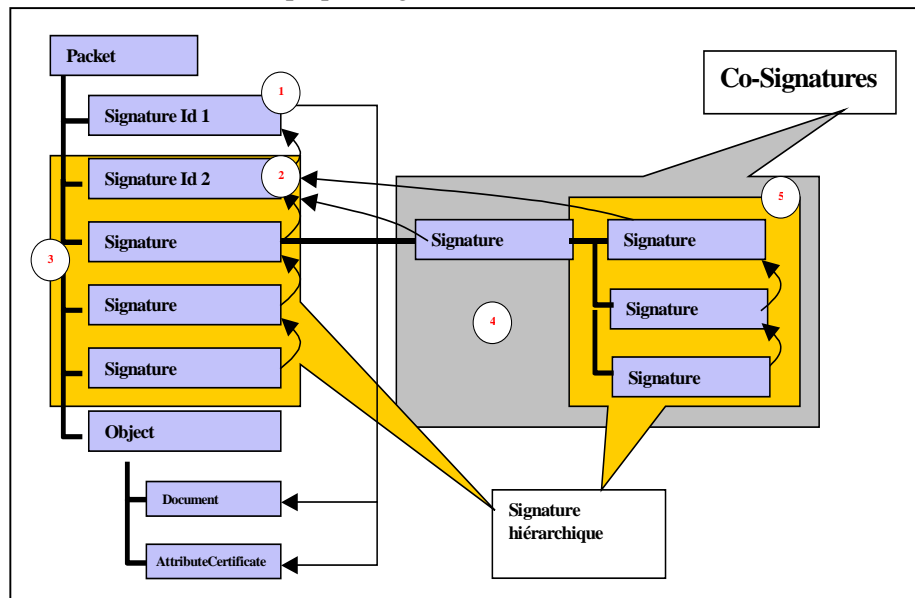 Packet
Co-Signatures
1
Signature Id 1
2
Signature Id 2
5
Signature
Signature
Signature
3
Signature
Signature
4
Signature
Signature
Object
Document
Signature
hiérarchique
AttributeCertificate